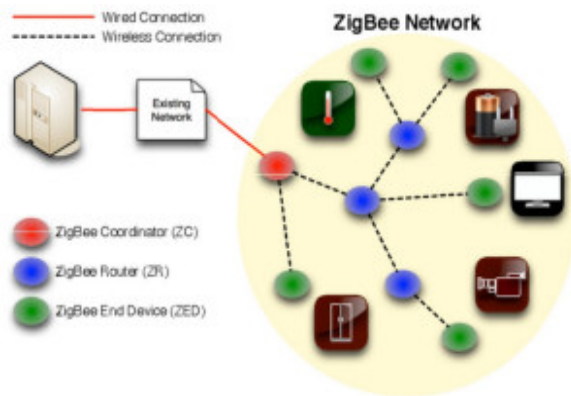 Wired Connection
Wireless Connection
ZigBee Network
Existing
Network
ZigBee Coordinator (ZC)
ZigBee Router (ZR)
ZigBee End Device (ZED)